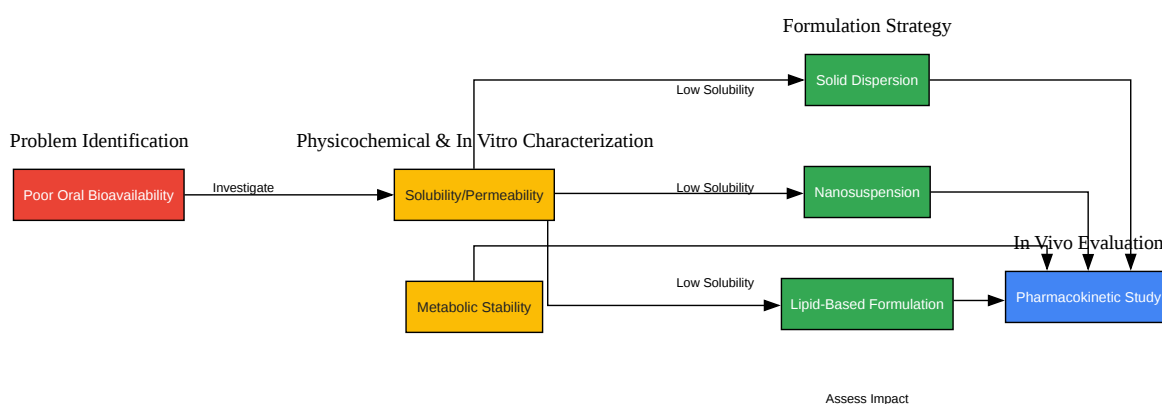 Formulation Strategy
Solid Dispersion
Low Solubility
Problem Identification
Physicochemical & In Vitro Characterization
Poor Oral Bioavailability
Investigate
Solubility/Permeability
Low Solubility
Nanosuspension
In Vivo Evaluation
Metabolic Stability
Low Solubility
Lipid-Based Formulation
Pharmacokinetic Study
Assess Impact